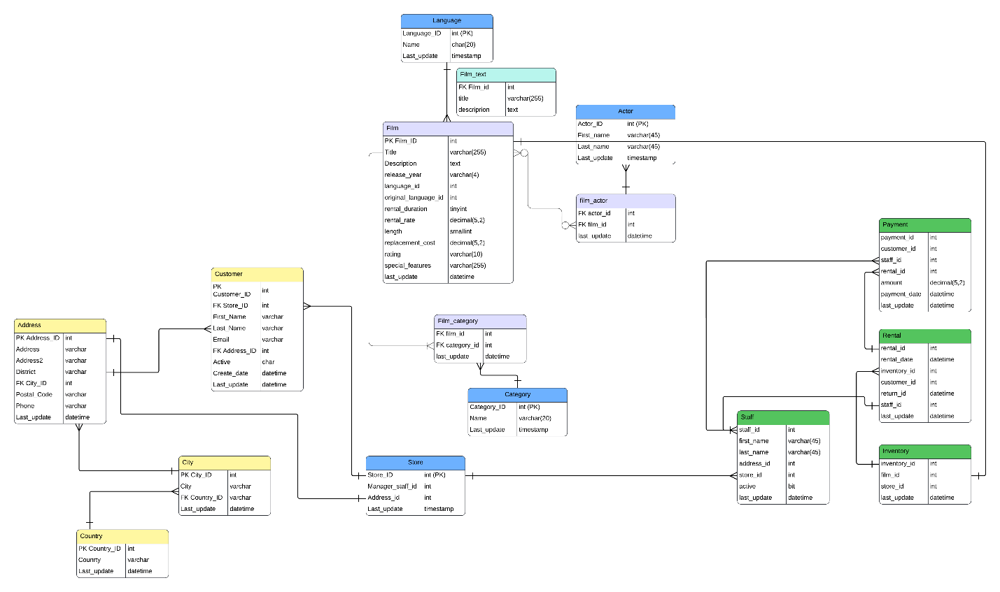 Language
Language_ID int (PK)
Name char(20)
Last_update timestamp
Film_text
FK Film_id int
title varchar(255)
descriprion text
Actor
Actor_ID int (PK)
First_name varchar(45)
Last_name varchar(45)
Last_update timestamp
Film
PK Film_ID int
Title varchar(255)
Description text
release_year varchar(4)
language_id int
original_language_id int
rental_duration tinyint
rental_rate decimal(5,2)
length smallint
replacement_cost decimal(5,2)
rating varchar(10)
special_features varchar(255)
last_update datetime
film_actor
FK actor_id int
FK film_id int
last_update datetime
Payment
payment_id int
customer_id int
staff_id int
rental_id int
amount decimal(5,2)
payment_date datetime
last_update datetime
Customer
PK
Customer_ID int
FK Store_ID int
First_Name varchar
Last_Name varchar
Email varchar
FK Address_ID int
Active char
Create_date datetime
Last_update datetime
Address
PK Address_ID int
Address varchar
Address2 varchar
District varchar
FK City_ID int
Postal_Code varchar
Phone varchar
Last_update datetime
Film_category
FK film_id int
FK category_id int
last_update datetime
Rental
rental_id int
rental_date datetime
inventory_id int
customer_id int
return_id datetime
staff_id int
last_update datetime
Category
Category_ID int (PK)
Name varchar(20)
Last_update timestamp
Staff
staff_id int
first_name varchar(45)
last_name varchar(45)
address_id int
store_id int
active bit
last_update datetime
Inventory
inventory_id int
film_id int
store_id int
last_update datetime
City
PK City_ID int
City varchar
FK Country_ID varchar
Last_update datetime
Store
Store_ID int (PK)
Manager_staff_id int
Address_id int
Last_update timestamp
Country
PK Country_ID int
Counrty varchar
Last_update datetime